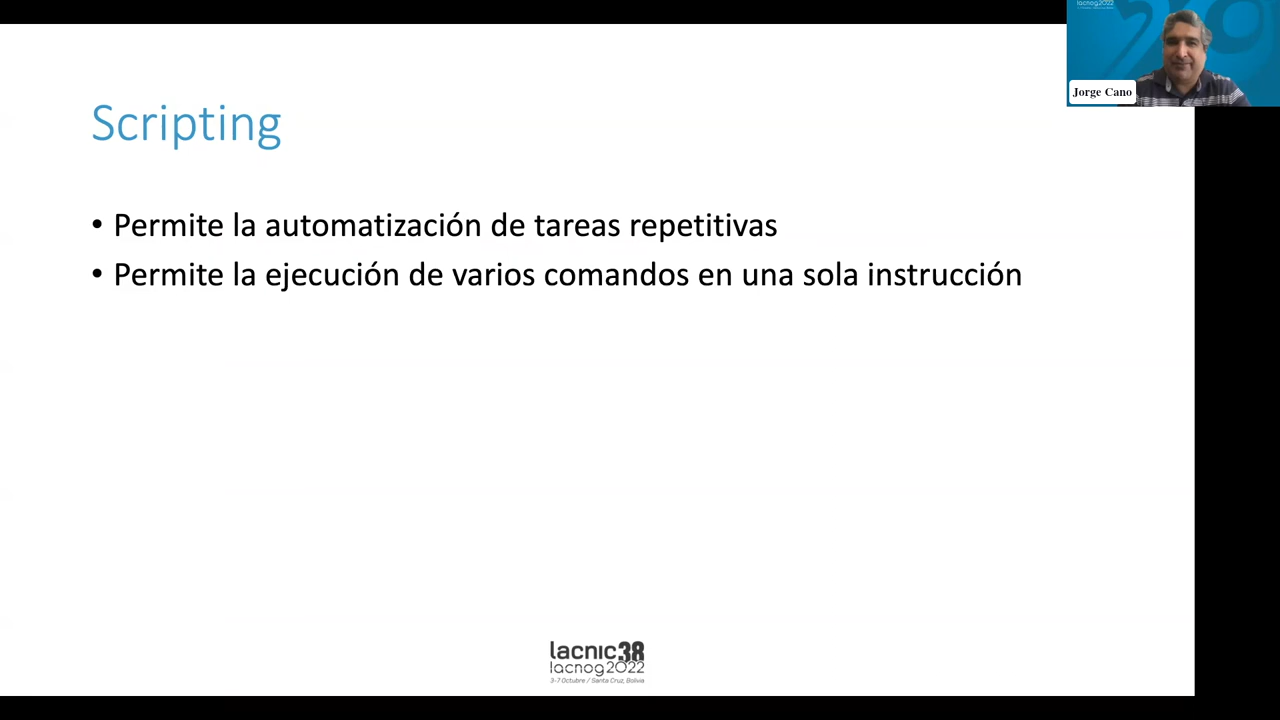 lacnog2022
Jorge Cano
Scripting
• Permite la automatización de tareas repetitivas
• Permite la ejecución de varios comandos en una sola instrucción
lacnic38
lacnog2022
3-7 Octubre / Santa Cruz, Bolivia